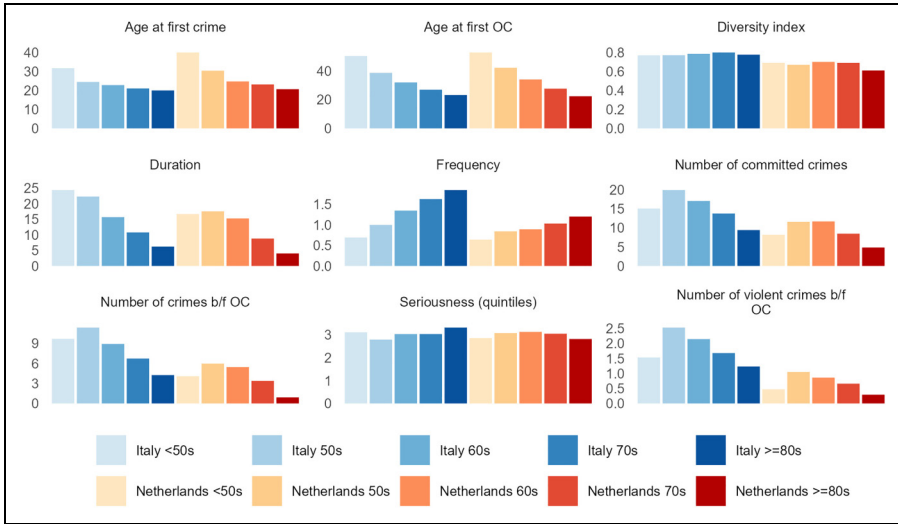 Age at first crime
Age at first OC
Diversity index
40
30
20
10
0
40
20
0
0.8
0.6
0.4
0.2
0.0
Duration
Frequency
Number of committed crimes
25
20
15
10
5
0
1.5
1.0
0.5
0.0
20
15
10
5
0
Number of crimes b/f OC
Seriousness (quintiles)
Number of violent crimes b/f
OC
9
6
3
0
3
2
1
0
2.5
2.0
1.5
1.0
0.5
0.0
Italy <50s
Italy 50s
Italy 60s
Italy 70s
Italy >=80s
Netherlands <50s
Netherlands 50s
Netherlands 60s
Netherlands 70s
Netherlands >=80s